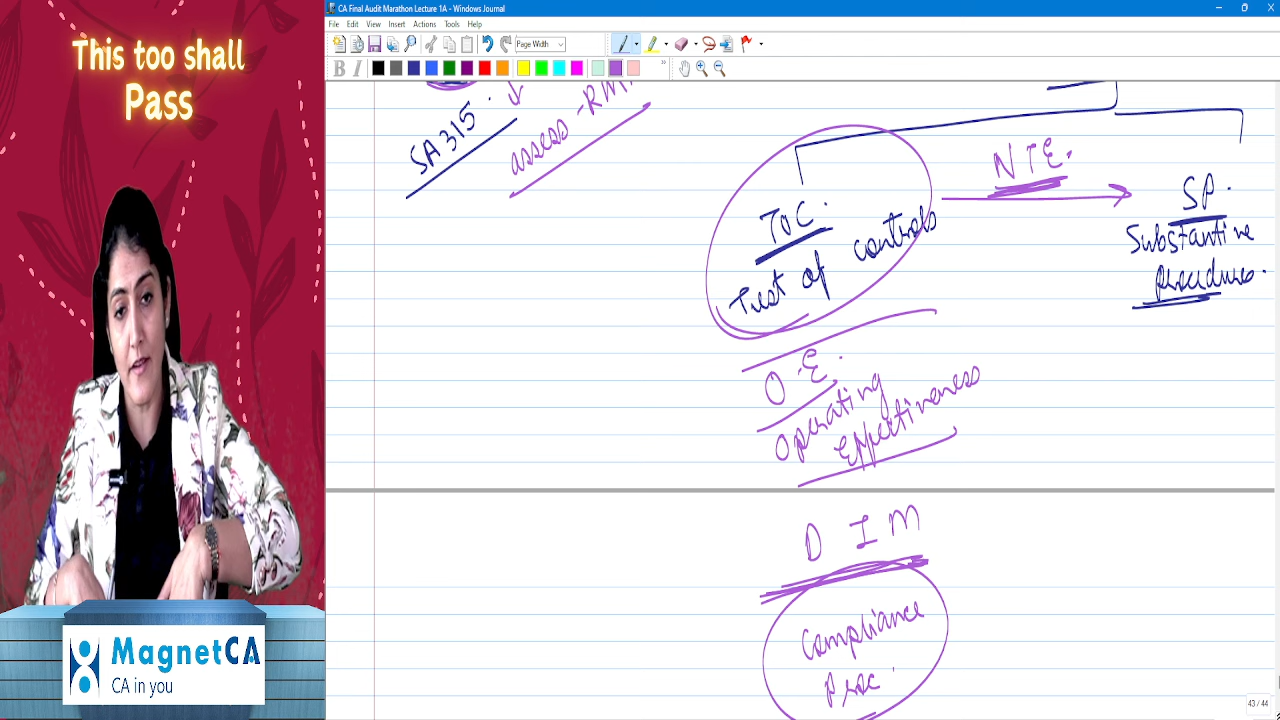 This too shall
Pass
CA Final Audit Marathon Lecture 1A - Windows Journal
File Edit View Insert Actions Tools Help
Page Width
B I
SA 315.
assess -RMM
NTE.
TOC.
Test of controls
SP.
Substantive
Procedures.
O.E.
Operating
Effectiveness
D I M
Compliance
Proc
MagnetCA
CA in you
43 / 44